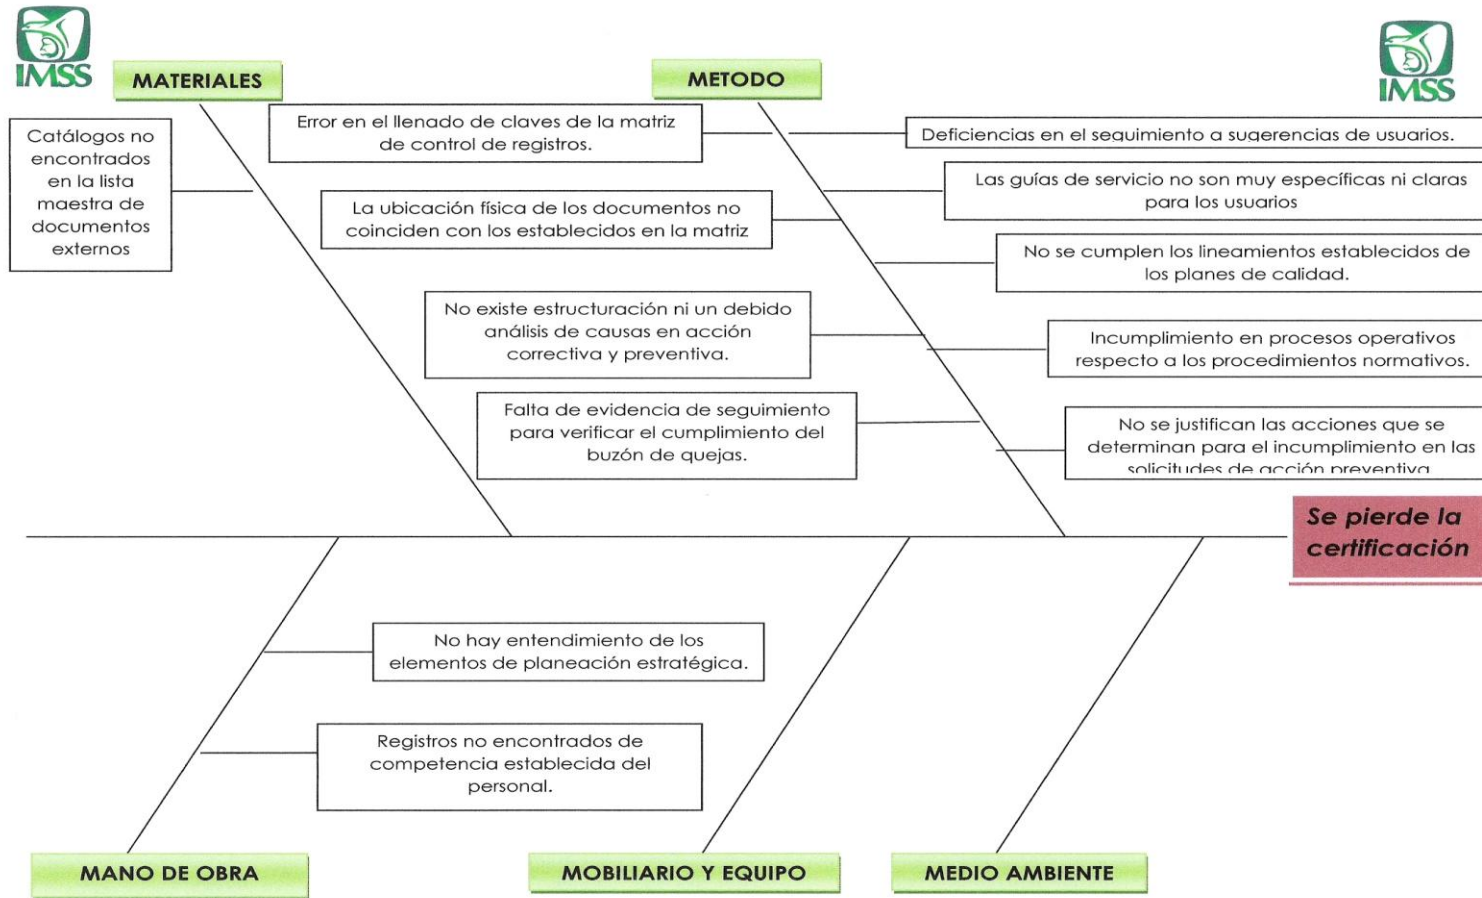 IMSS
IMSS
MATERIALES
METODO
Catálogos no
encontrados
en la lista
maestra de
documentos
externos
Error en el llenado de claves de la matriz
de control de registros.
Deficiencias en el seguimiento a sugerencias de usuarios.
La ubicación física de los documentos no
coinciden con los establecidos en la matriz
Las guías de servicio no son muy específicas ni claras
para los usuarios
No se cumplen los lineamientos establecidos de
los planes de calidad.
No existe estructuración ni un debido
análisis de causas en acción
correctiva y preventiva.
Incumplimiento en procesos operativos
respecto a los procedimientos normativos.
Falta de evidencia de seguimiento
para verificar el cumplimiento del
buzón de quejas.
No se justifican las acciones que se
determinan para el incumplimiento en las
solicitudes de acción preventiva
Se pierde la
certificación
No hay entendimiento de los
elementos de planeación estratégica.
Registros no encontrados de
competencia establecida del
personal.
MANO DE OBRA
MOBILIARIO Y EQUIPO
MEDIO AMBIENTE